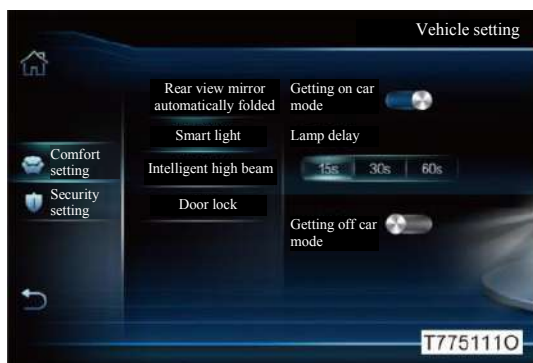 Vehicle setting
Rear view mirror
automatically folded
Smart light
Intelligent high beam
Door lock
Comfort
setting
Security
setting
Getting on car
mode
Lamp delay
15s 30s 60s
Getting off car
mode
T775111O